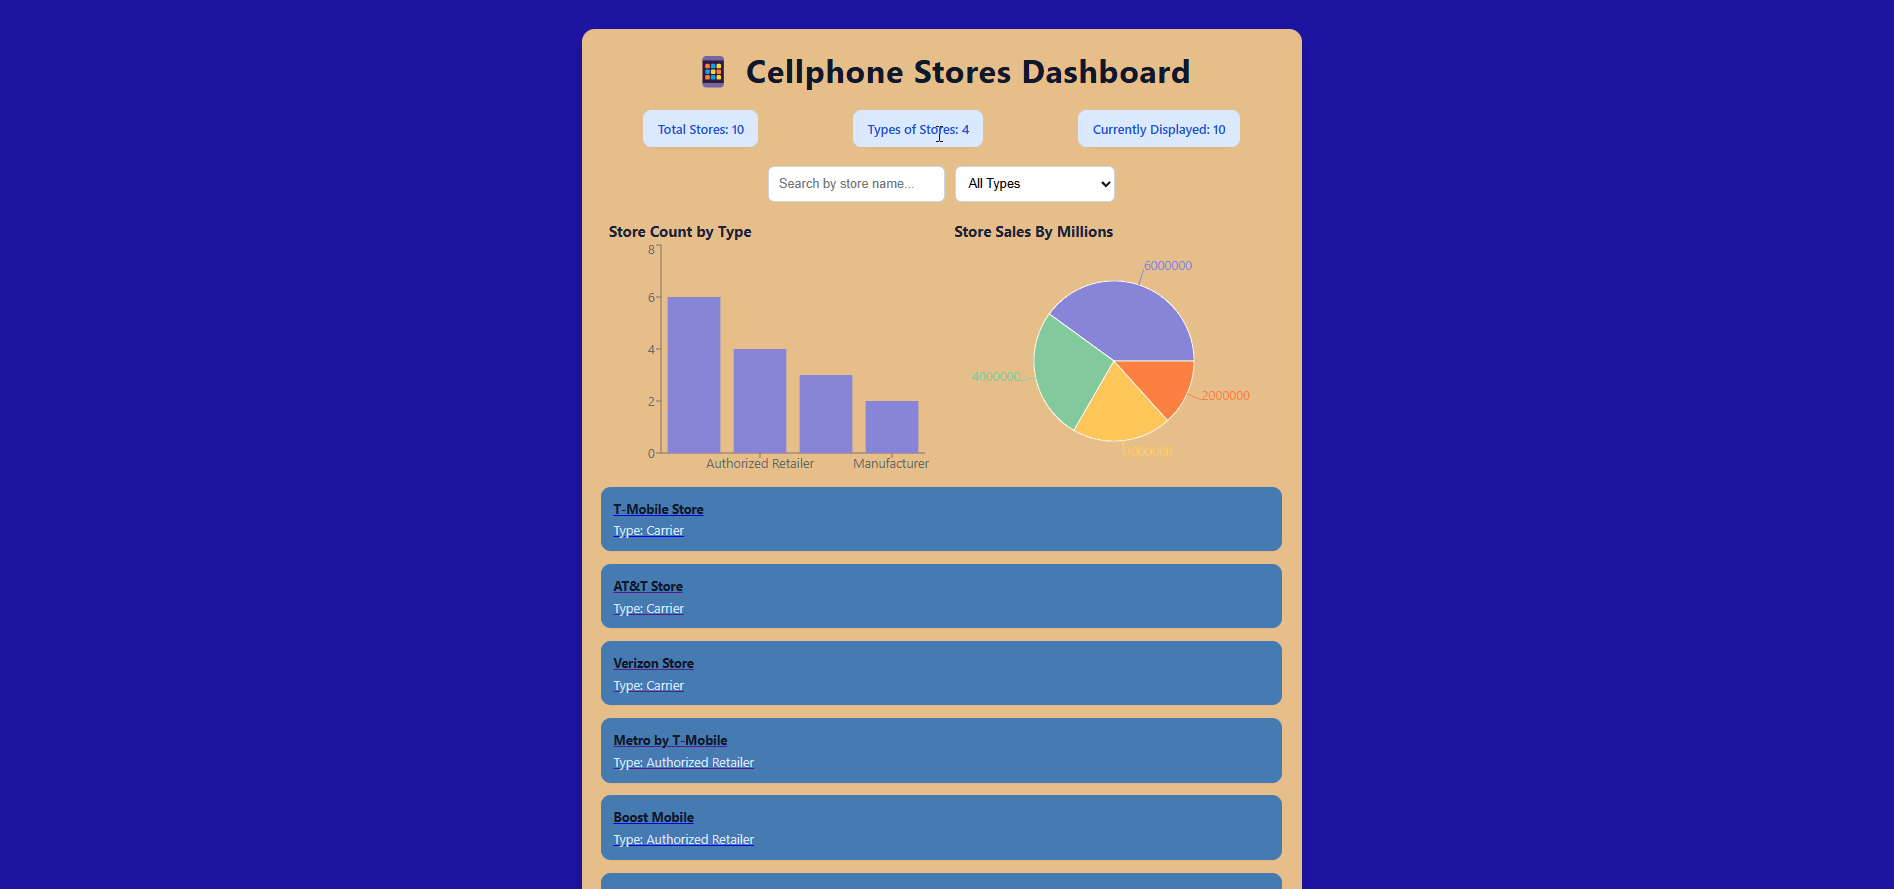 Cellphone Stores Dashboard
Total Stores: 10
Types of Stores: 4
Currently Displayed: 10
Search by store name...
All Types
Store Count by Type
Store Sales By Millions
8
6
4
2
0
Authorized Retailer
Manufacturer
6000000
4000000
2000000
T-Mobile Store
Type: Carrier
AT&T Store
Type: Carrier
Verizon Store
Type: Carrier
Metro by T-Mobile
Type: Authorized Retailer
Boost Mobile
Type: Authorized Retailer